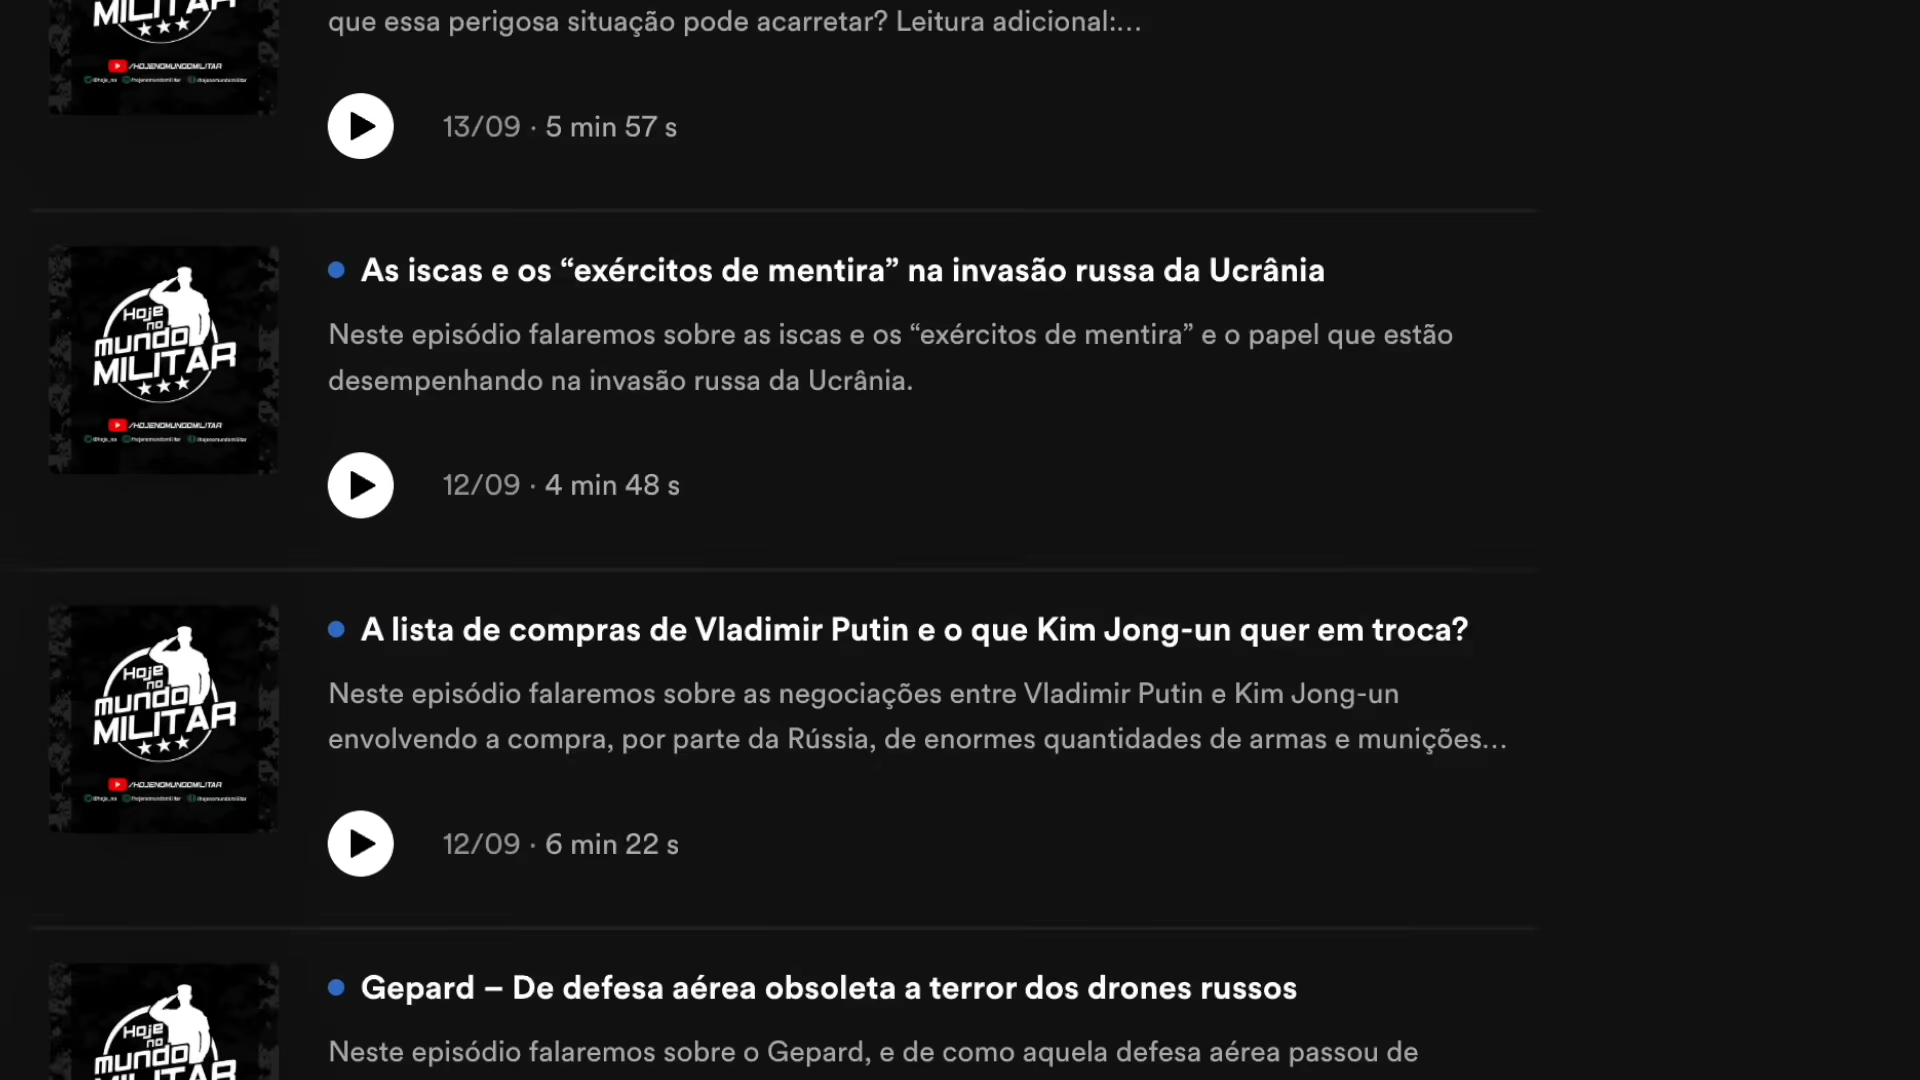 MILITAR
que essa perigosa situação pode acarretar? Leitura adicional:...
/HOJENOMUNDOMILITAR
13/09 · 5 min 57 s
As iscas e os “exércitos de mentira” na invasão russa da Ucrânia
Neste episódio falaremos sobre as iscas e os “exércitos de mentira” e o papel que estão
desempenhando na invasão russa da Ucrânia.
Hoje
no
mundo
MILITAR
/HOJENOMUNDOMILITAR
12/09 · 4 min 48 s
A lista de compras de Vladimir Putin e o que Kim Jong-un quer em troca?
Neste episódio falaremos sobre as negociações entre Vladimir Putin e Kim Jong-un
envolvendo a compra, por parte da Rússia, de enormes quantidades de armas e munições...
Hoje
no
mundo
MILITAR
/HOJENOMUNDOMILITAR
12/09 · 6 min 22 s
Gepard – De defesa aérea obsoleta a terror dos drones russos
Neste episódio falaremos sobre o Gepard, e de como aquela defesa aérea passou de
Hoje
no
mundo
MILITAR